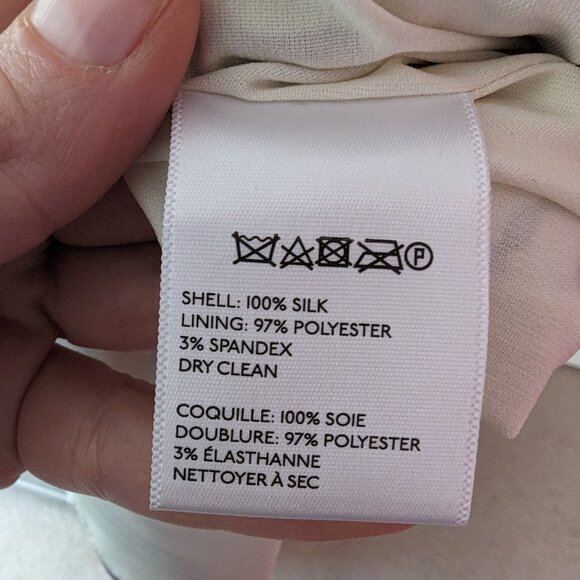 P
SHELL: 100% SILK
LINING: 97% POLYESTER
3% SPANDEX
DRY CLEAN
COQUILLE: 100% SOIE
DOUBLURE: 97% POLYESTER
3% ÉLASTHANNE
NETTOYER À SEC